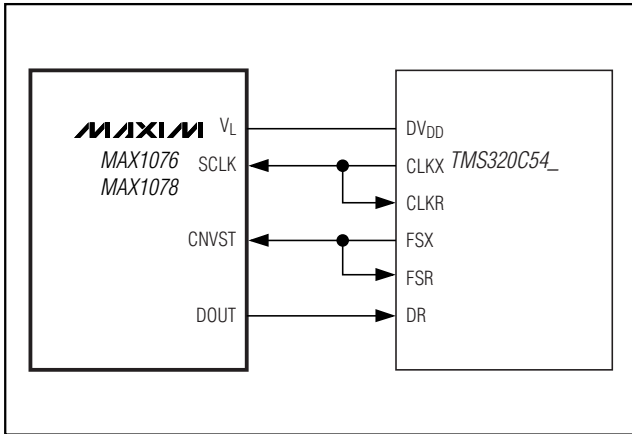 MAXIM
MAX1076
MAX1078
VL
SCLK
CNVST
DOUT
DVDD
CLKX
TMS320C54_
CLKR
FSX
FSR
DR